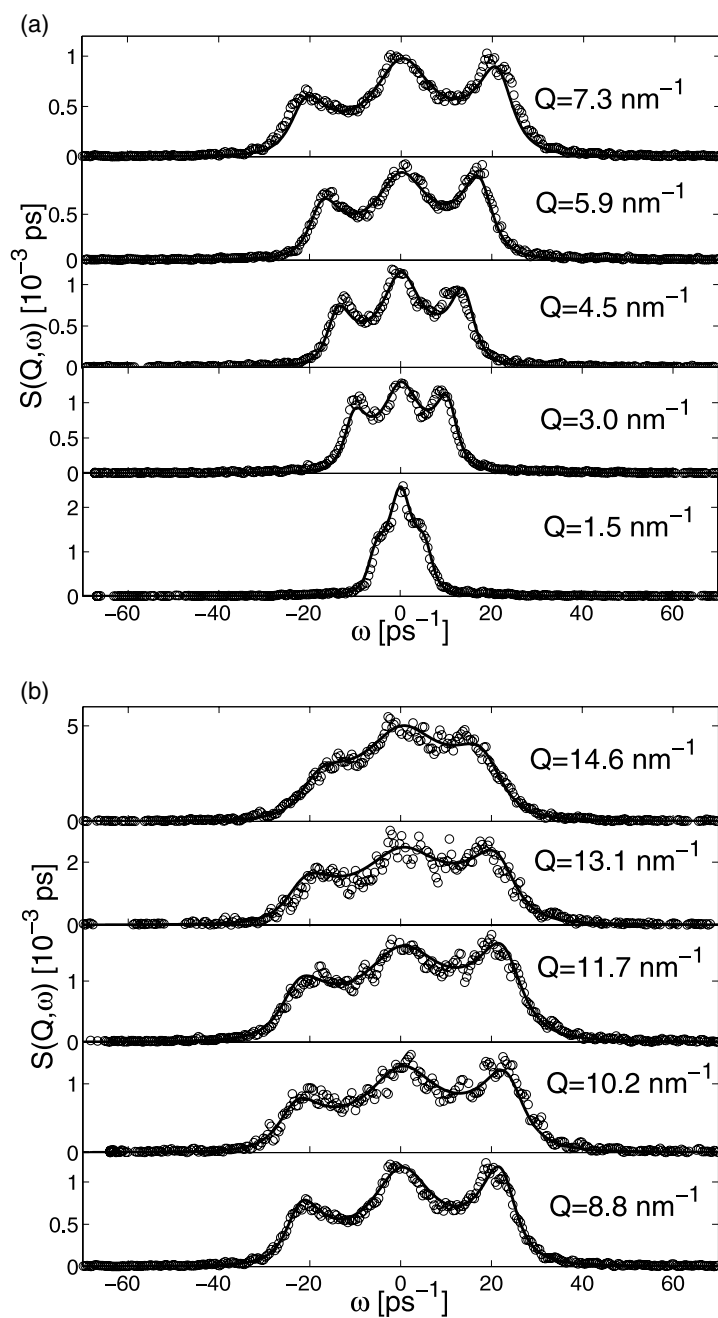 (a)
1
0.5
0
Q=7.3 nm⁻¹
0.5
0
Q=5.9 nm⁻¹
1
0.5
0
Q=4.5 nm⁻¹
1
0.5
0
Q=3.0 nm⁻¹
2
1
0
Q=1.5 nm⁻¹
S(Q,ω) [10⁻³ ps]
−60 −40 −20 0 20 40 60
ω [ps⁻¹]
(b)
5
0
Q=14.6 nm⁻¹
2
0
Q=13.1 nm⁻¹
1
0
Q=11.7 nm⁻¹
1
0
Q=10.2 nm⁻¹
1
0.5
0
Q=8.8 nm⁻¹
S(Q,ω) [10⁻³ ps]
−60 −40 −20 0 20 40 60
ω [ps⁻¹]